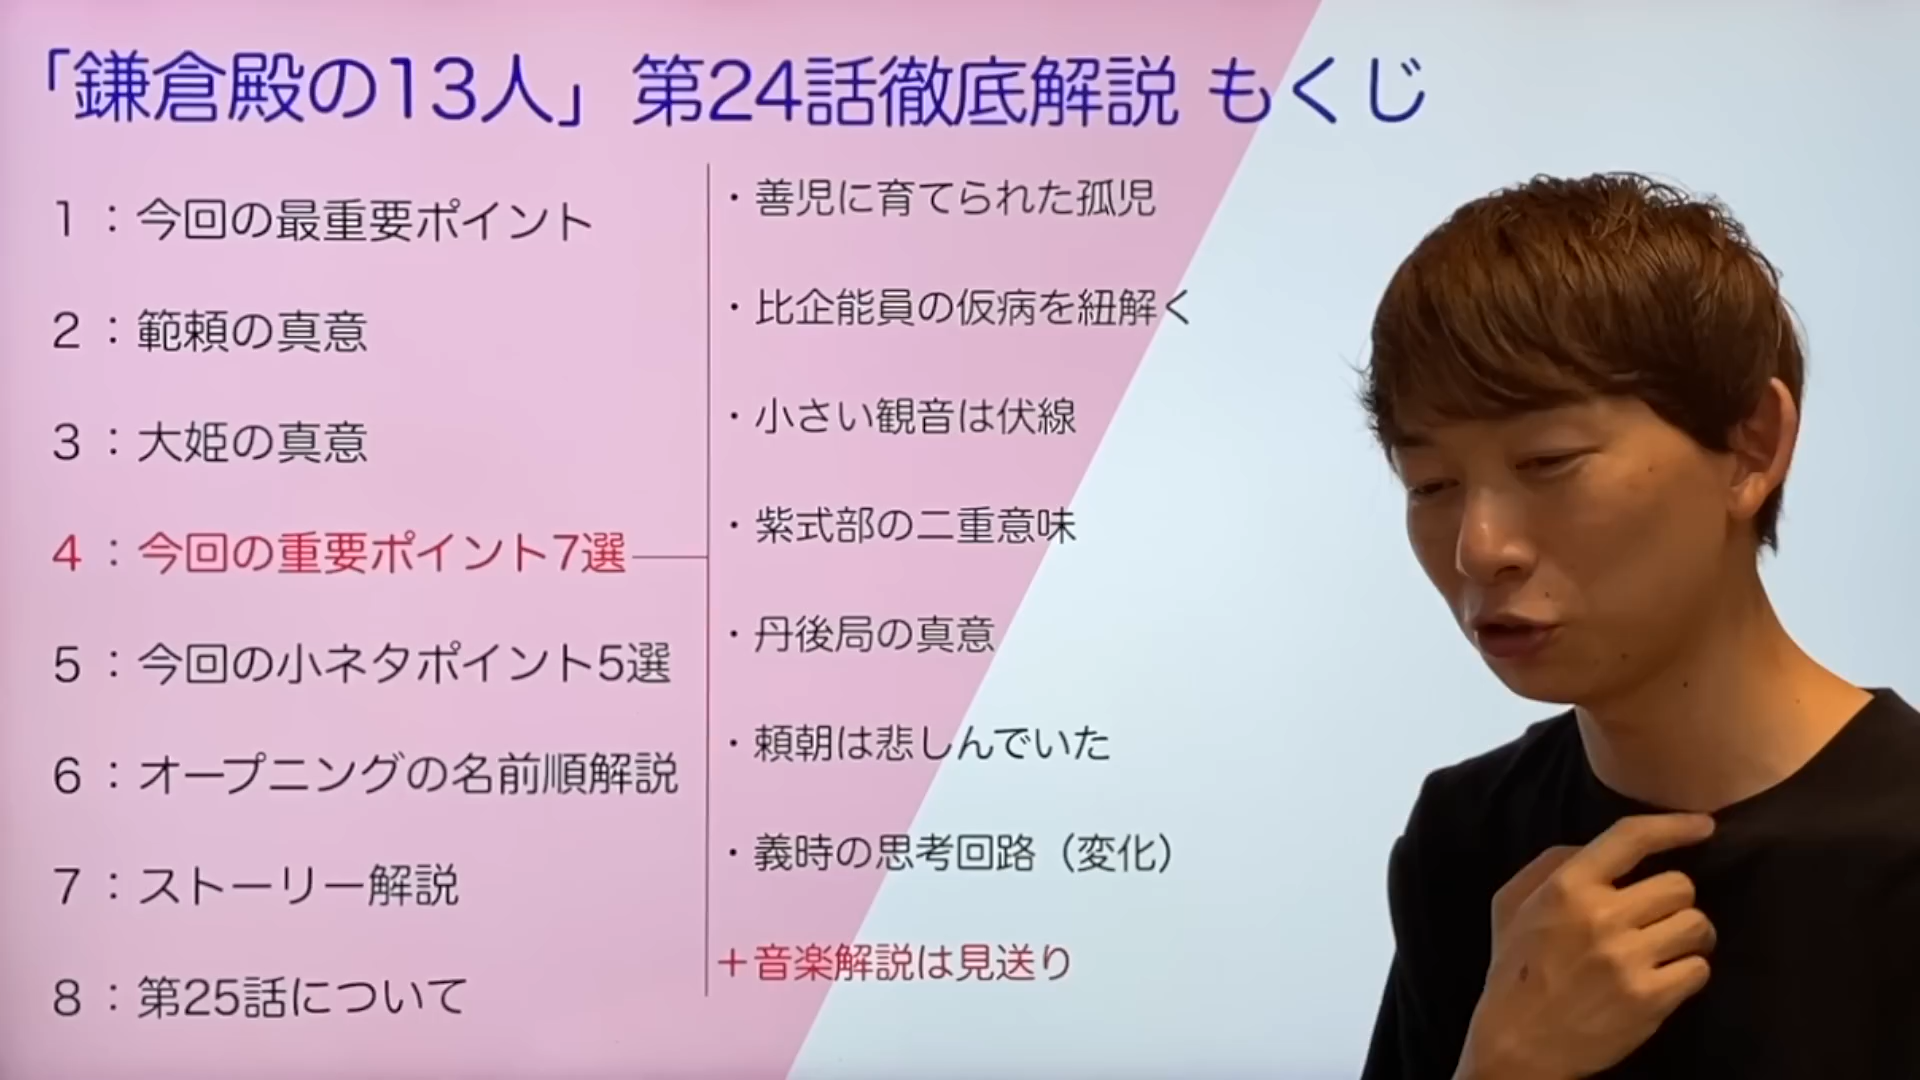 「鎌倉殿の13人」第24話徹底解説 もくじ
1：今回の最重要ポイント
2：範頼の真意
3：大姫の真意
4：今回の重要ポイント7選
5：今回の小ネタポイント5選
6：オープニングの名前順解説
7：ストーリー解説
8：第25話について
・善児に育てられた孤児
・比企能員の仮病を紐解く
・小さい観音は伏線
・紫式部の二重意味
・丹後局の真意
・頼朝は悲しんでいた
・義時の思考回路（変化）
＋音楽解説は見送り